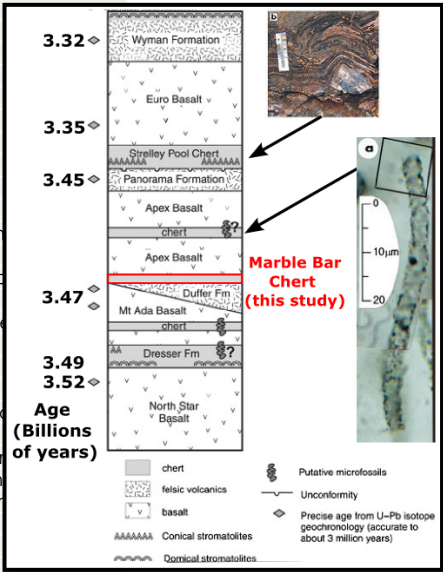 3.32
Wyman Formation
b
Euro Basalt
3.35
Strelley Pool Chert
3.45
Panorama Formation
a
Apex Basalt
chert
?
0
10μm
20
Apex Basalt
Marble Bar
Chert
(this study)
3.47
Duffer Fm
Mt Ada Basalt
chert
3.49
Dresser Fm
?
3.52
North Star
Basalt
Age
(Billions
of years)
chert
felsic volcanics
basalt
Conical stromatolites
Domical stromatolites
Putative microfossils
Unconformity
Precise age from U–Pb isotope
geochronology (accurate to
about 3 million years)